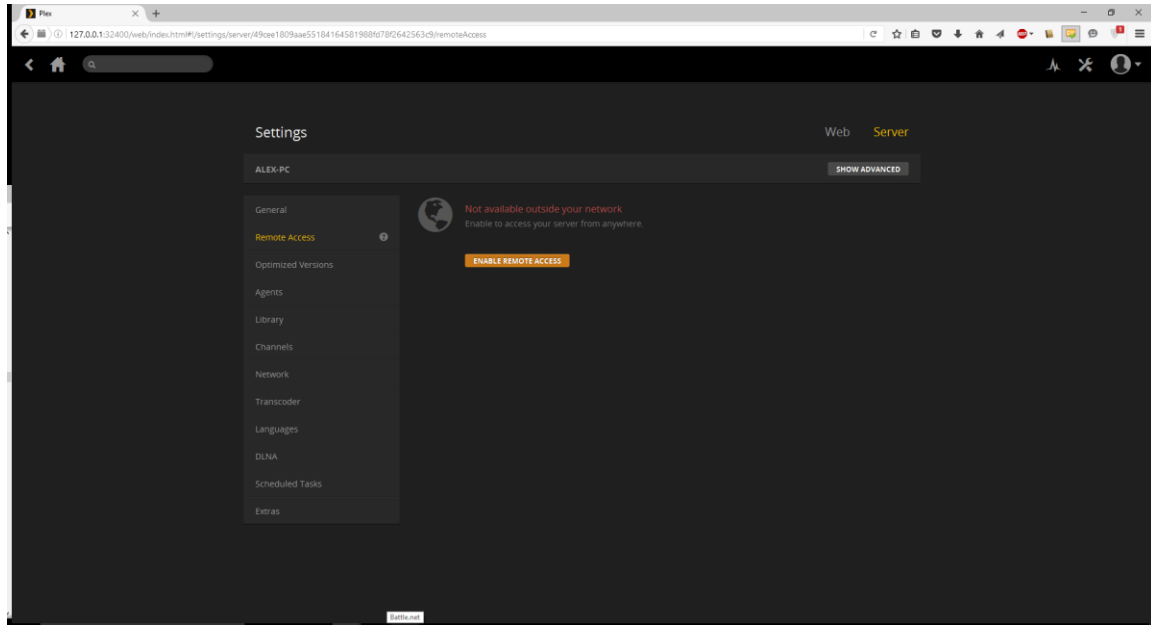 Plex
127.0.0.1:32400/web/index.html#!/settings/server/49cee1809aae55184164581988fd78f2642563c9/remoteAccess
Settings
Web Server
ALEX-PC
SHOW ADVANCED
General
Remote Access
Optimized Versions
Agents
Library
Channels
Network
Transcoder
Languages
DLNA
Scheduled Tasks
Extras
Not available outside your network
Enable to access your server from anywhere.
ENABLE REMOTE ACCESS
Battle.net